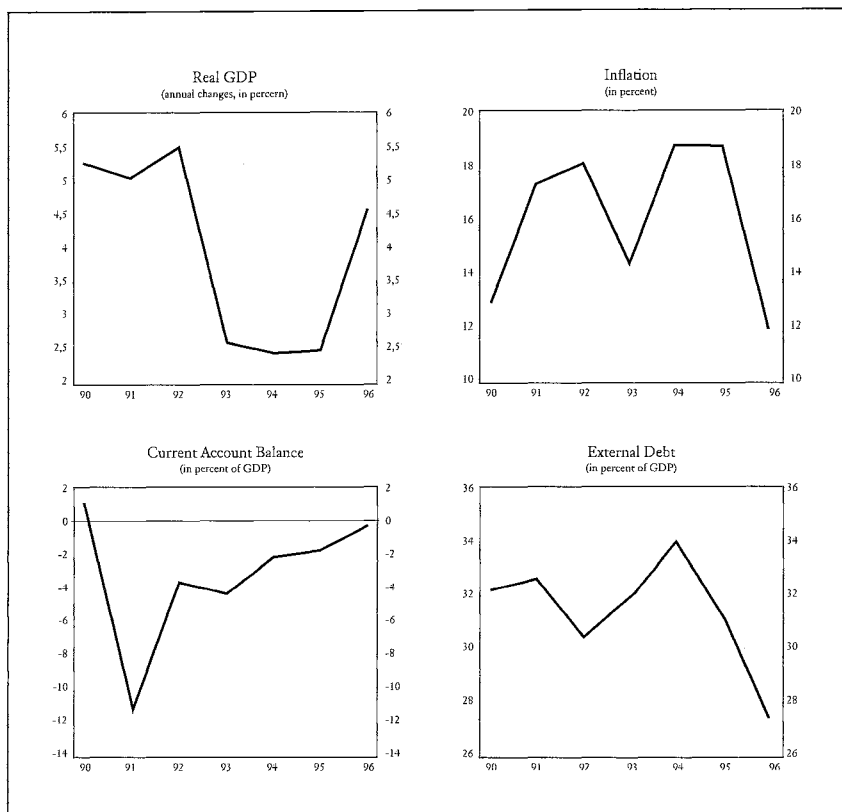 Real GDP
(annual changes, in percern)
6 6
5,5 5,5
5 5
4,5 4,5
4 4
3,5 3,5
3 3
2,5 2,5
2 2
90 91 92 93 94 95 96
Inflation
(in percent)
20 20
18 18
16 16
14 14
12 12
10 10
90 91 92 93 94 95 96
Current Account Balance
(in percent of GDP)
2 2
0 0
-2 -2
-4 -4
-6 -6
-8 -8
-10 -10
-12 -12
-14 -14
90 91 92 93 94 95 96
External Debt
(in percent of GDP)
36 36
34 34
32 32
30 30
28 28
26 26
90 91 97 93 94 95 96